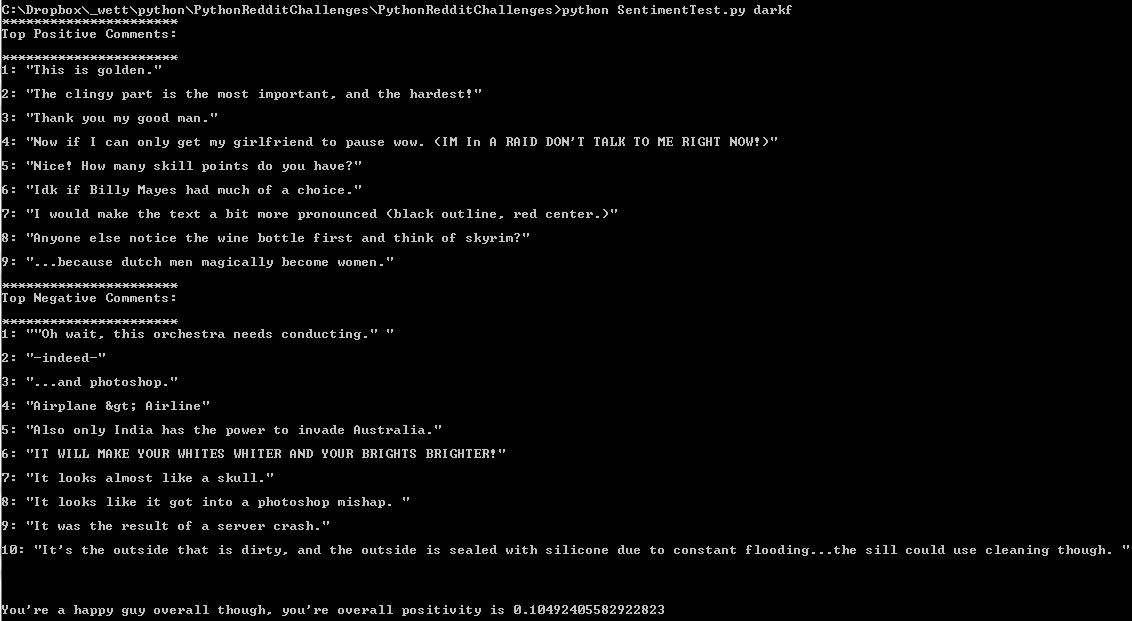 C:\Dropbox\_wett\python\PythonRedditChallenges\PythonRedditChallenges>python SentimentTest.py darkf
**********************
Top Positive Comments:
**********************
1: "This is golden."
2: "The clingy part is the most important, and the hardest!"
3: "Thank you my good man."
4: "Now if I can only get my girlfriend to pause wow. (IM In A RAID DON'T TALK TO ME RIGHT NOW!)"
5: "Nice! How many skill points do you have?"
6: "Idk if Billy Mayes had much of a choice."
7: "I would make the text a bit more pronounced (black outline, red center.)"
8: "Anyone else notice the wine bottle first and think of skyrim?"
9: "...because dutch men magically become women."
**********************
Top Negative Comments:
**********************
1: ""Oh wait, this orchestra needs conducting." "
2: "-indeed-"
3: "...and photoshop."
4: "Airplane &gt; Airline"
5: "Also only India has the power to invade Australia."
6: "IT WILL MAKE YOUR WHITES WHITER AND YOUR BRIGHTS BRIGHTER!"
7: "It looks almost like a skull."
8: "It looks like it got into a photoshop mishap. "
9: "It was the result of a server crash."
10: "It's the outside that is dirty, and the outside is sealed with silicone due to constant flooding...the sill could use cleaning though. "
You're a happy guy overall though, you're overall positivity is 0.10492405582922823